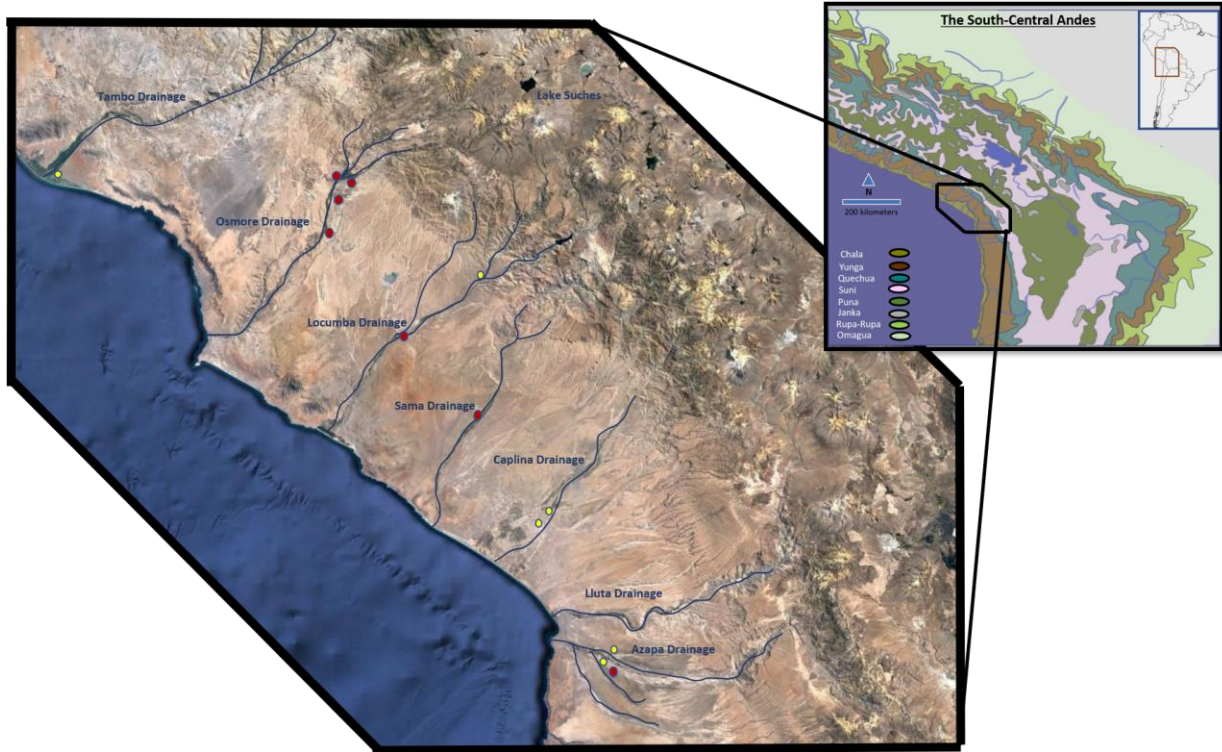 The South-Central Andes
Tambo Drainage
Lake Suches
N
200 kilometers
Osmore Drainage
Chala
Yunga
Quechua
Suni
Puna
Janka
Rupa-Rupa
Omagua
Locumba Drainage
Sama Drainage
Caplina Drainage
Lluta Drainage
Azapa Drainage